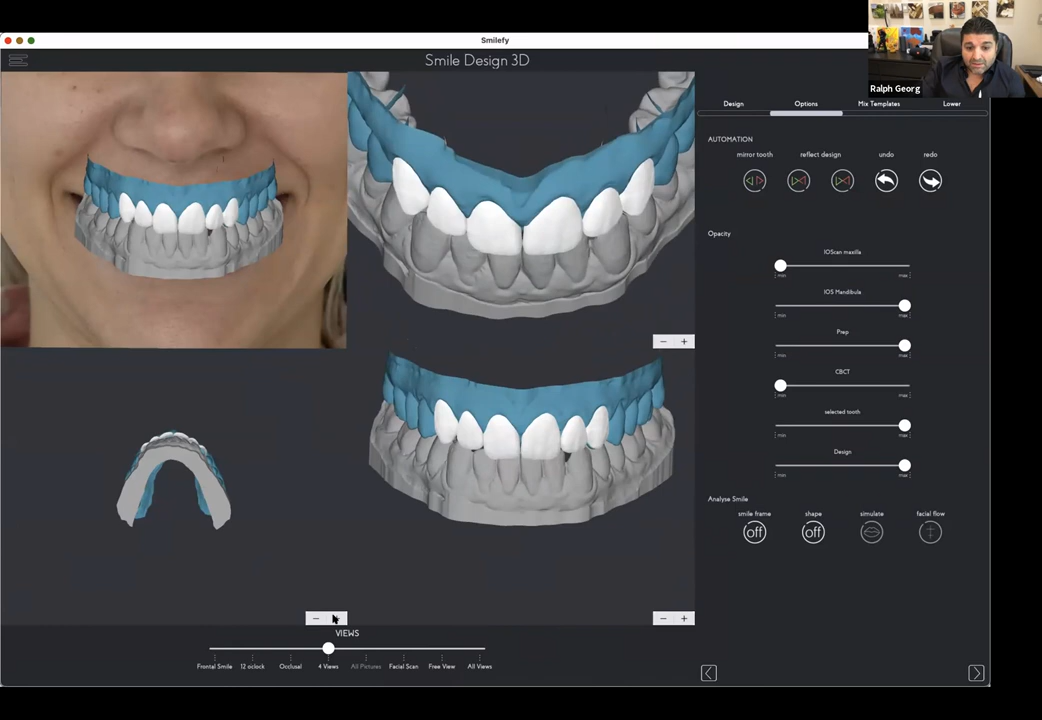 Smilefy
Smile Design 3D
Ralph Georg
Design Options Mix Templates Lower
AUTOMATION
mirror tooth reflect design undo redo
Opacity
IOScan maxilla
min max
IOS Mandibula
min max
Prep
min max
CBCT
min max
selected tooth
min max
Design
min max
Analyse Smile
smile frame shape simulate facial flow
off off
− +
−
− +
VIEWS
Frontal Smile 12 oclock Occlusal 4 Views All Pictures Facial Scan Free View All Views